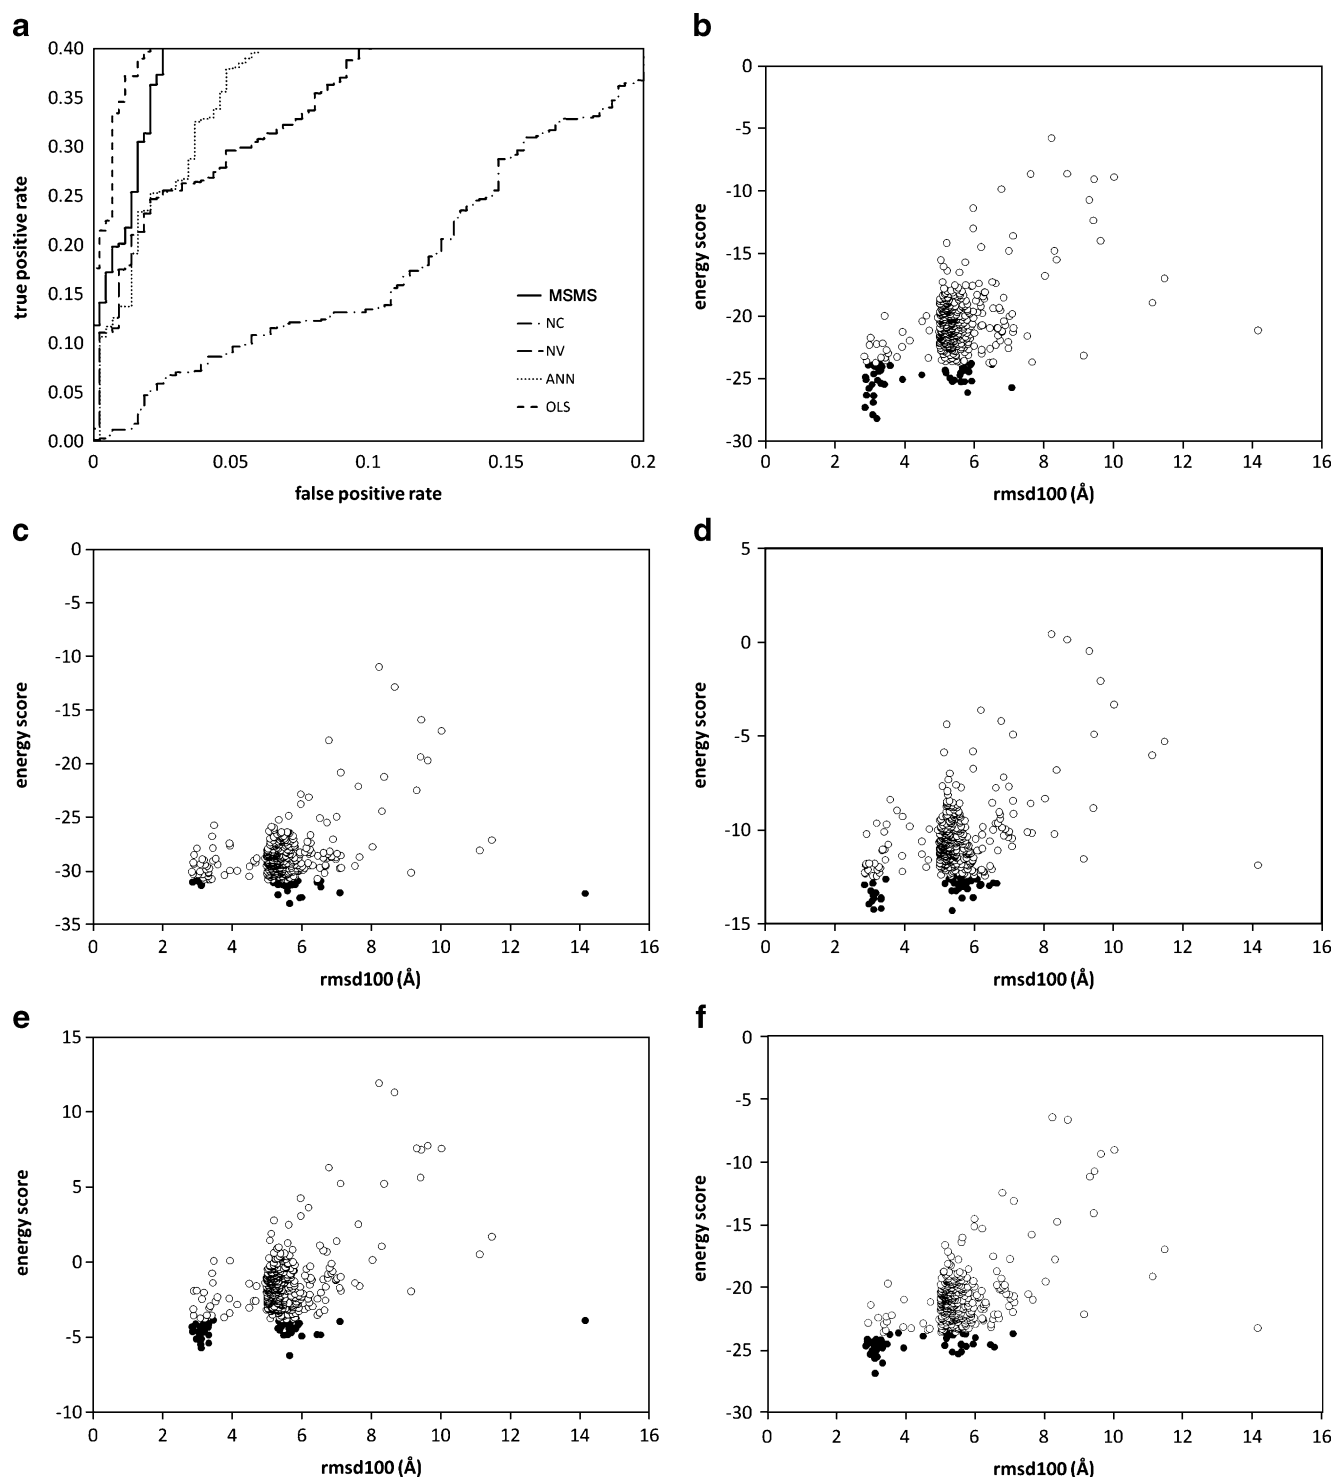 a
0.40
0.35
0.30
0.25
0.20
0.15
0.10
0.05
0.00
true positive rate
MSMS
NC
NV
ANN
OLS
0 0.05 0.1 0.15 0.2
false positive rate
b
0
-5
-10
-15
-20
-25
-30
energy score
0 2 4 6 8 10 12 14 16
rmsd100 (Å)
c
0
-5
-10
-15
-20
-25
-30
-35
energy score
0 2 4 6 8 10 12 14 16
rmsd100 (Å)
d
5
0
-5
-10
-15
energy score
0 2 4 6 8 10 12 14 16
rmsd100 (Å)
e
15
10
5
0
-5
-10
energy score
0 2 4 6 8 10 12 14 16
rmsd100 (Å)
f
0
-5
-10
-15
-20
-25
-30
energy score
0 2 4 6 8 10 12 14 16
rmsd100 (Å)